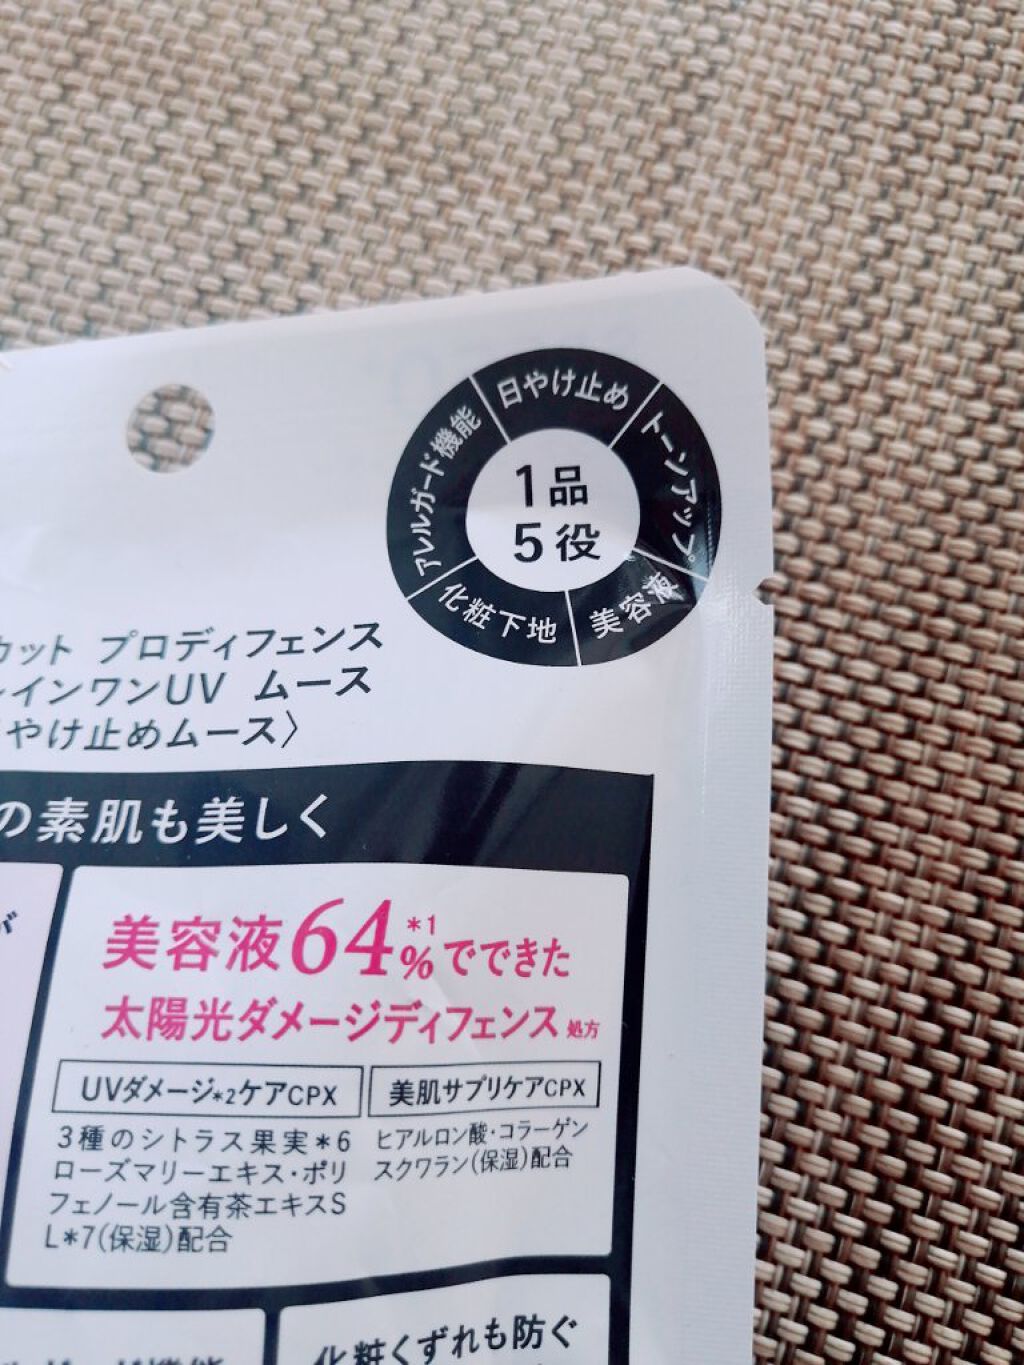 日やけ止め
トーンアップ
美容液
化粧下地
アレルガード機能
1品
5役
カット プロディフェンス
インワンUV ムース
やけ止めムース〉
の素肌も美しく
が
美容液64%*1でできた
太陽光ダメージディフェンス処方
UVダメージ*2ケアCPX
3種のシトラス果実*6
ローズマリーエキス・ポリ
フェノール含有茶エキスS
L*7(保湿)配合
美肌サプリケアCPX
ヒアルロン酸・コラーゲン
スクワラン(保湿)配合
化粧くずれも防ぐ